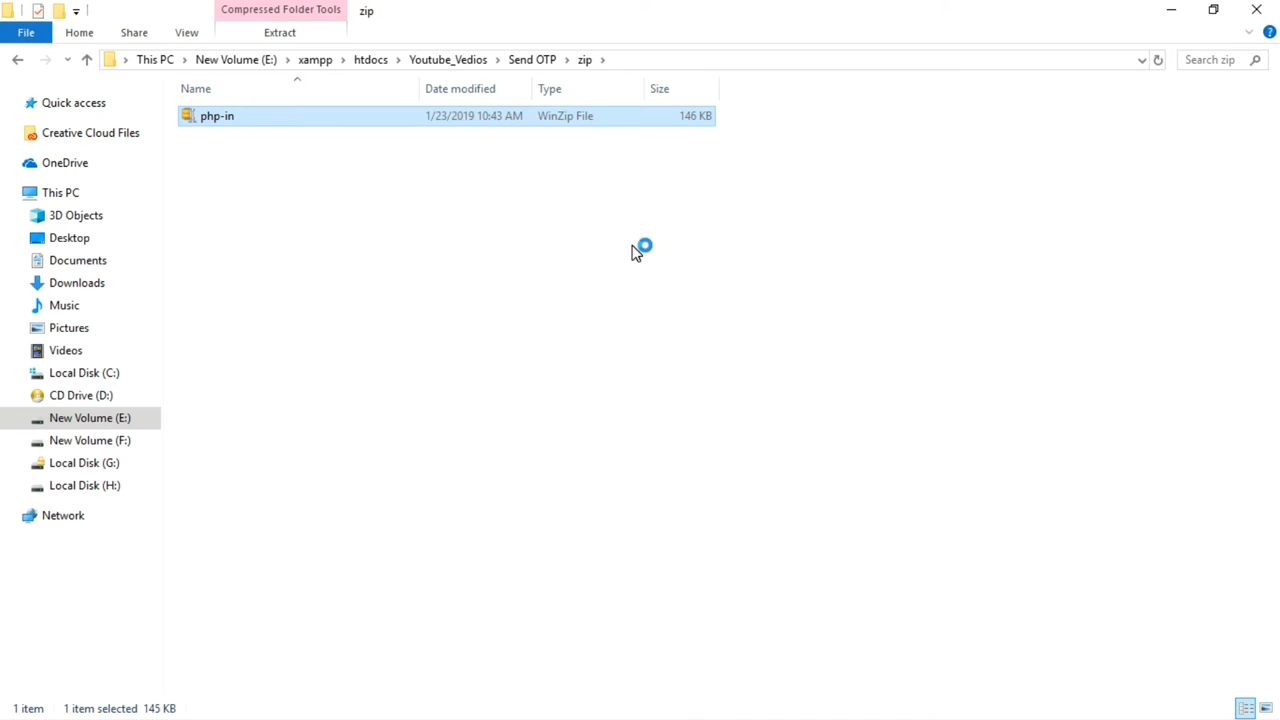 Compressed Folder Tools
zip
File
Home
Share
View
Extract
This PC
New Volume (E:)
xampp
htdocs
Youtube_Vedios
Send OTP
zip
Search zip
Name
Date modified
Type
Size
php-in
1/23/2019 10:43 AM
WinZip File
146 KB
Quick access
Creative Cloud Files
OneDrive
This PC
3D Objects
Desktop
Documents
Downloads
Music
Pictures
Videos
Local Disk (C:)
CD Drive (D:)
New Volume (E:)
New Volume (F:)
Local Disk (G:)
Local Disk (H:)
Network
1 item
1 item selected 145 KB